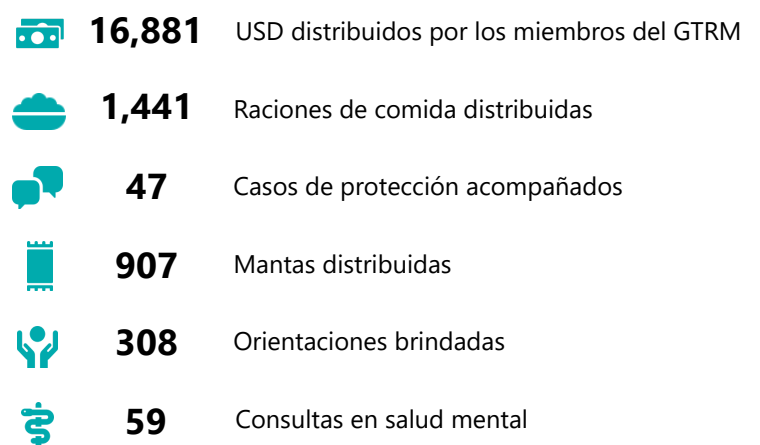 16,881 USD distribuidos por los miembros del GTRM
1,441 Raciones de comida distribuidas
47 Casos de protección acompañados
907 Mantas distribuidas
308 Orientaciones brindadas
59 Consultas en salud mental